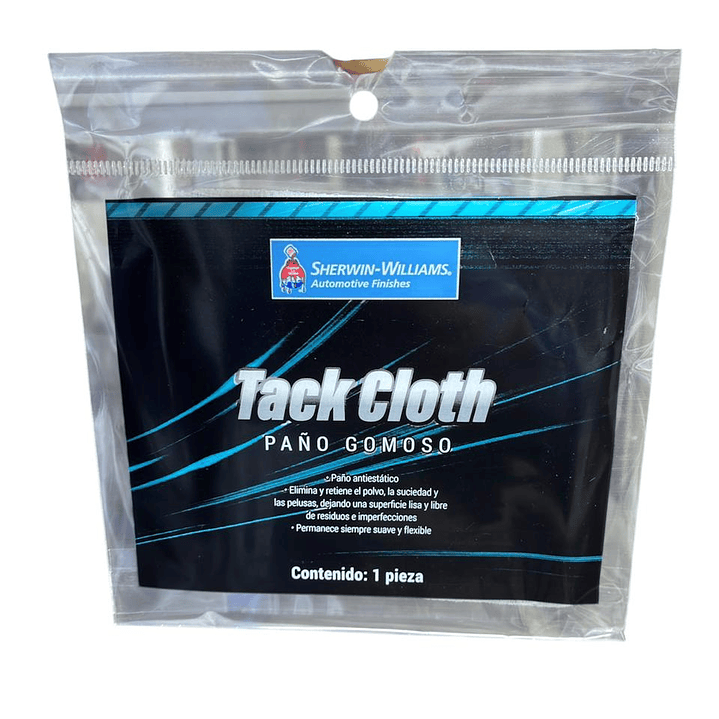 SHERWIN-WILLIAMS®
Automotive Finishes
Tack Cloth
PAÑO GOMOSO
• Paño antiestático
• Elimina y retiene el polvo, la suciedad y
las pelusas, dejando una superficie lisa y libre
de residuos e imperfecciones
• Permanece siempre suave y flexible
Contenido: 1 pieza